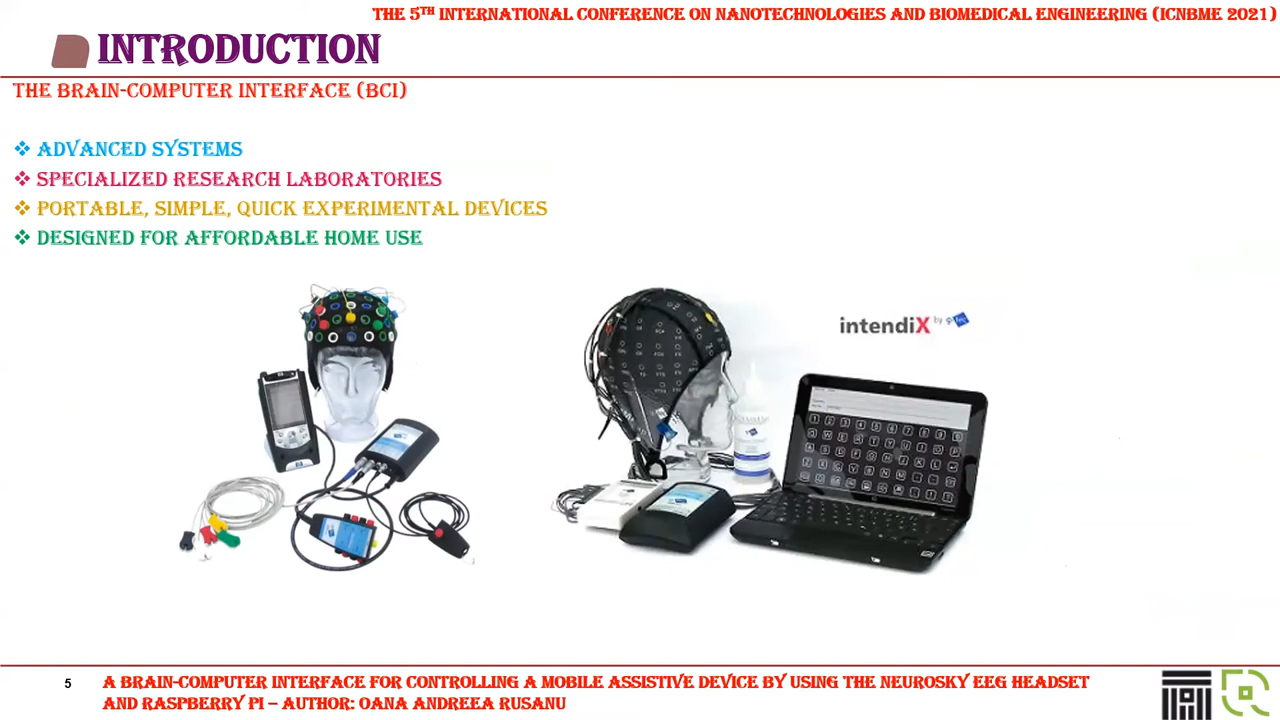 THE 5TH INTERNATIONAL CONFERENCE ON NANOTECHNOLOGIES AND BIOMEDICAL ENGINEERING (ICNBME 2021)
INTRODUCTION
THE BRAIN-COMPUTER INTERFACE (BCI)
❖ ADVANCED SYSTEMS
❖ SPECIALIZED RESEARCH LABORATORIES
❖ PORTABLE, SIMPLE, QUICK EXPERIMENTAL DEVICES
❖ DESIGNED FOR AFFORDABLE HOME USE
intendiX by g.tec
5
A BRAIN-COMPUTER INTERFACE FOR CONTROLLING A MOBILE ASSISTIVE DEVICE BY USING THE NEUROSKY EEG HEADSET
AND RASPBERRY PI – AUTHOR: OANA ANDREEA RUSANU